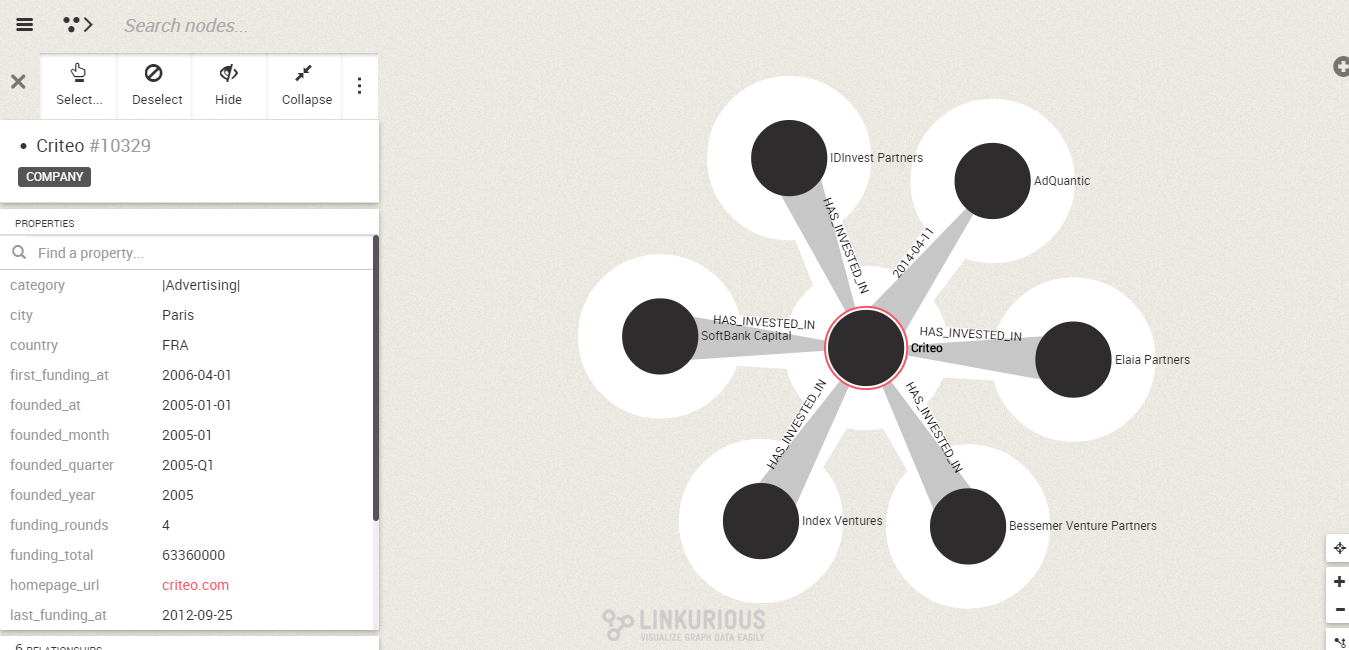 Search nodes...
Select...
Deselect
Hide
Collapse
Criteo #10329
COMPANY
PROPERTIES
Find a property...
category |Advertising|
city Paris
country FRA
first_funding_at 2006-04-01
founded_at 2005-01-01
founded_month 2005-01
founded_quarter 2005-Q1
founded_year 2005
funding_rounds 4
funding_total 63360000
homepage_url criteo.com
last_funding_at 2012-09-25
6 RELATIONSHIPS
IDInvest Partners
AdQuantic
HAS_INVESTED_IN
2014-04-11
HAS_INVESTED_IN
SoftBank Capital
HAS_INVESTED_IN
Criteo
Elaia Partners
HAS_INVESTED_IN
HAS_INVESTED_IN
Index Ventures
Bessemer Venture Partners
LINKURIOUS
VISUALIZE GRAPH DATA EASILY